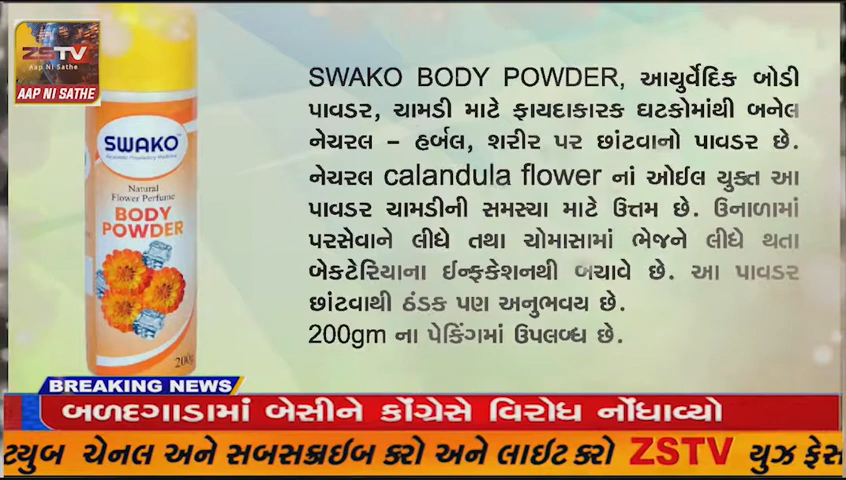 ZSTV
Aap Ni Sathe
AAP NI SATHE
SWAKO
Natural
Flower Perfume
BODY
POWDER
200g
SWAKO BODY POWDER, આયુર્વેદિક બોડી
પાવડર, ચામડી માટે ફાયદાકારક ઘટકોમાંથી બનેલ
નેચરલ – હર્બલ, શરીર પર છાંટવાનો પાવડર છે.
નેચરલ calandula flower નાં ઓઈલ યુક્ત આ
પાવડર ચામડીની સમસ્યા માટે ઉત્તમ છે. ઉનાળામાં
પરસેવાને લીધે તથા ચોમાસામાં ભેજને લીધે થતા
બેકટેરિયાના ઈન્ફકેશનથી બચાવે છે. આ પાવડર
છાંટવાથી ઠંડક પણ અનુભવય છે.
200gm ના પેકિંગમાં ઉપલબ્ધ છે.
BREAKING NEWS
બળદગાડામાં બેસીને કોંગ્રેસે વિરોધ નોંધાવ્યો
ટ્યુબ ચેનલ અને સબસક્રાઇબ કરો અને લાઇટ કરો ZSTV યુઝ ફેસ